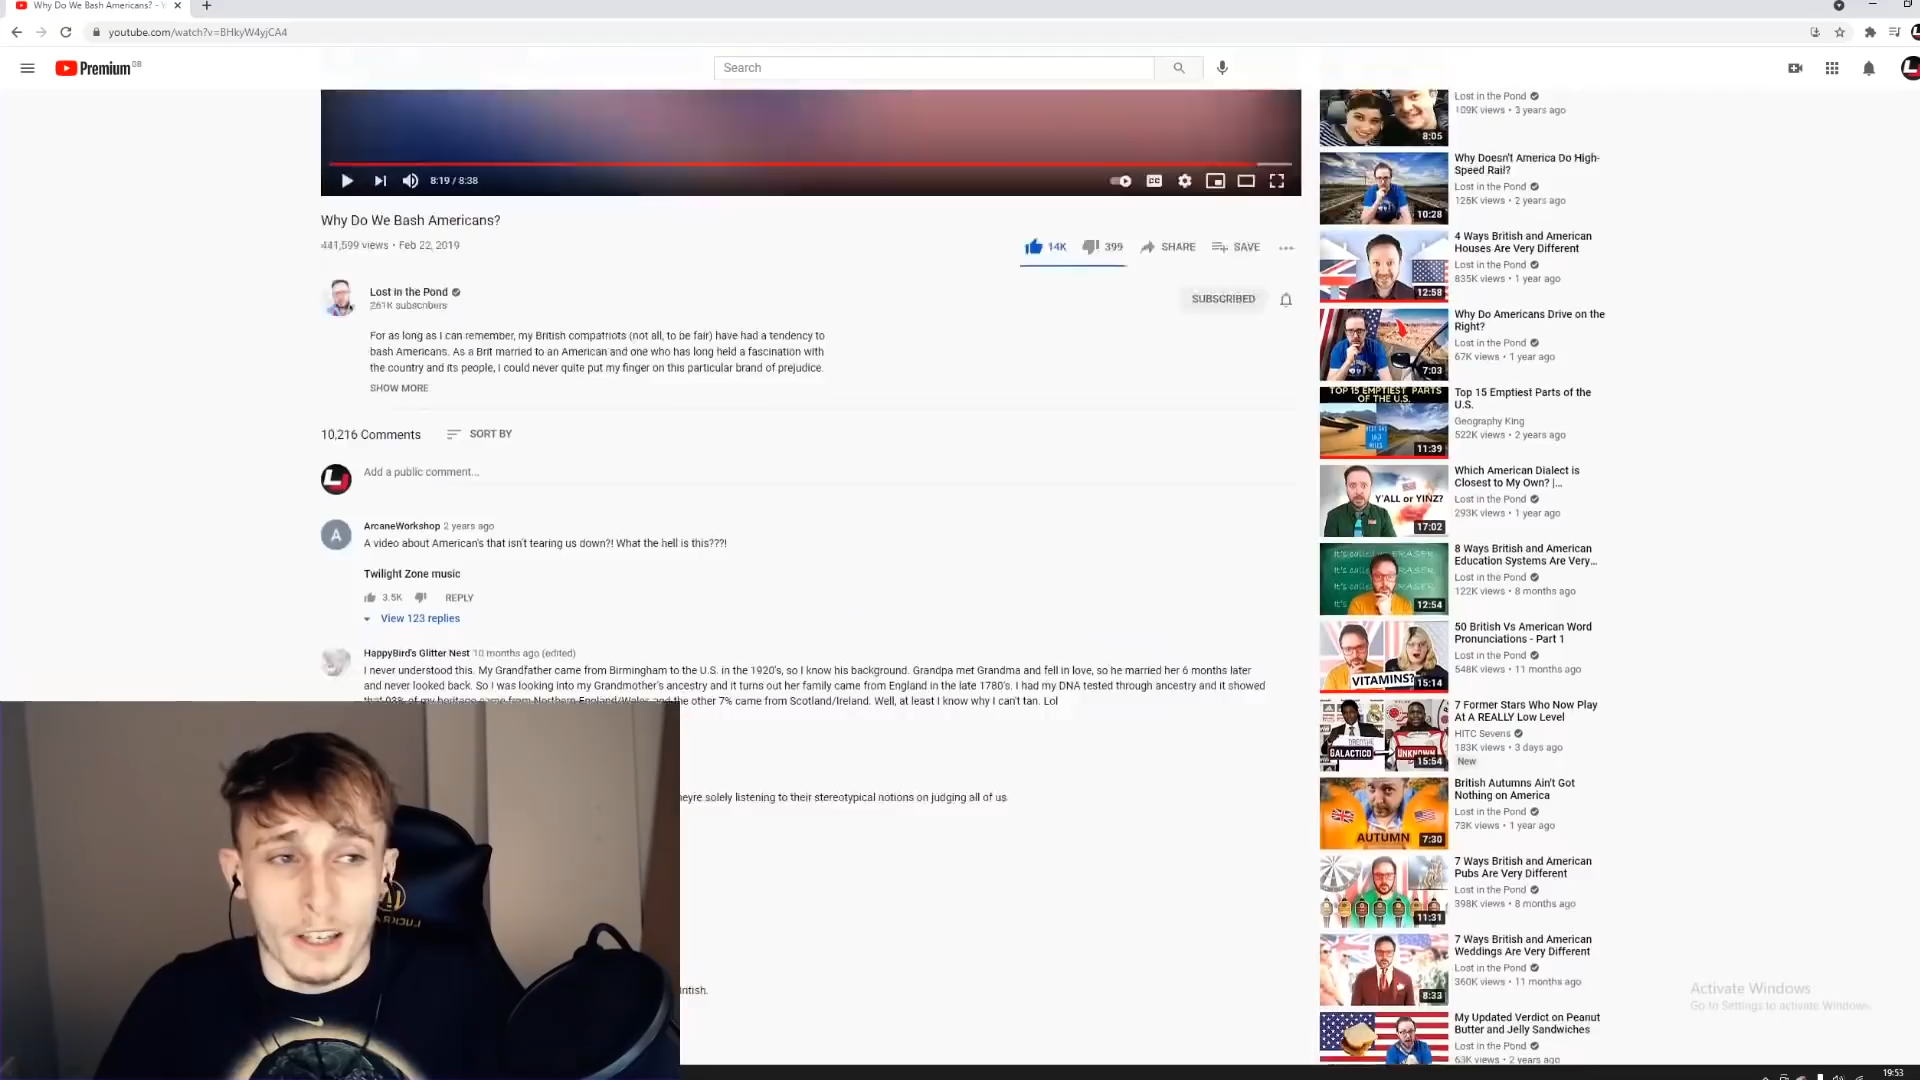 Why Do We Bash Americans? - Y
youtube.com/watch?v=BHkyW4yjCA4
Premium GB
Search
8:19 / 8:38
Why Do We Bash Americans?
441,599 views • Feb 22, 2019
14K
399
SHARE
SAVE
Lost in the Pond
261K subscribers
SUBSCRIBED
For as long as I can remember, my British compatriots (not all, to be fair) have had a tendency to
bash Americans. As a Brit married to an American and one who has long held a fascination with
the country and its people, I could never quite put my finger on this particular brand of prejudice.
SHOW MORE
10,216 Comments
SORT BY
Add a public comment...
A
ArcaneWorkshop 2 years ago
A video about American's that isn't tearing us down?! What the hell is this???!
Twilight Zone music
3.5K
REPLY
View 123 replies
HappyBird's Glitter Nest 10 months ago (edited)
I never understood this. My Grandfather came from Birmingham to the U.S. in the 1920's, so I know his background. Grandpa met Grandma and fell in love, so he married her 6 months later
and never looked back. So I was looking into my Grandmother's ancestry and it turns out her family came from England in the late 1780's. I had my DNA tested through ancestry and it showed
that 93% of my heritage came from Northern England/Wales and the other 7% came from Scotland/Ireland. Well, at least I know why I can't tan. Lol
heyre solely listening to their stereotypical notions on judging all of us
intish.
Lost in the Pond
109K views • 3 years ago
8:05
Why Doesn't America Do High-
Speed Rail?
Lost in the Pond
126K views • 2 years ago
10:28
4 Ways British and American
Houses Are Very Different
Lost in the Pond
835K views • 1 year ago
12:58
Why Do Americans Drive on the
Right?
Lost in the Pond
67K views • 1 year ago
7:03
TOP 15 EMPTIEST PARTS
OF THE U.S.
Top 15 Emptiest Parts of the
U.S.
Geography King
522K views • 2 years ago
11:39
Which American Dialect is
Closest to My Own? |...
Lost in the Pond
293K views • 1 year ago
Y'ALL or YINZ?
17:02
8 Ways British and American
Education Systems Are Very...
Lost in the Pond
122K views • 8 months ago
12:54
50 British Vs American Word
Pronunciations - Part 1
Lost in the Pond
548K views • 11 months ago
VITAMINS?
15:14
7 Former Stars Who Now Play
At A REALLY Low Level
HITC Sevens
183K views • 3 days ago
New
GALACTICO
UNKNOWN
15:54
British Autumns Ain't Got
Nothing on America
Lost in the Pond
73K views • 1 year ago
AUTUMN
7:30
7 Ways British and American
Pubs Are Very Different
Lost in the Pond
398K views • 8 months ago
11:31
7 Ways British and American
Weddings Are Very Different
Lost in the Pond
360K views • 11 months ago
8:33
My Updated Verdict on Peanut
Butter and Jelly Sandwiches
Lost in the Pond
63K views • 2 years ago
Activate Windows
Go to Settings to activate Windows.
19:53